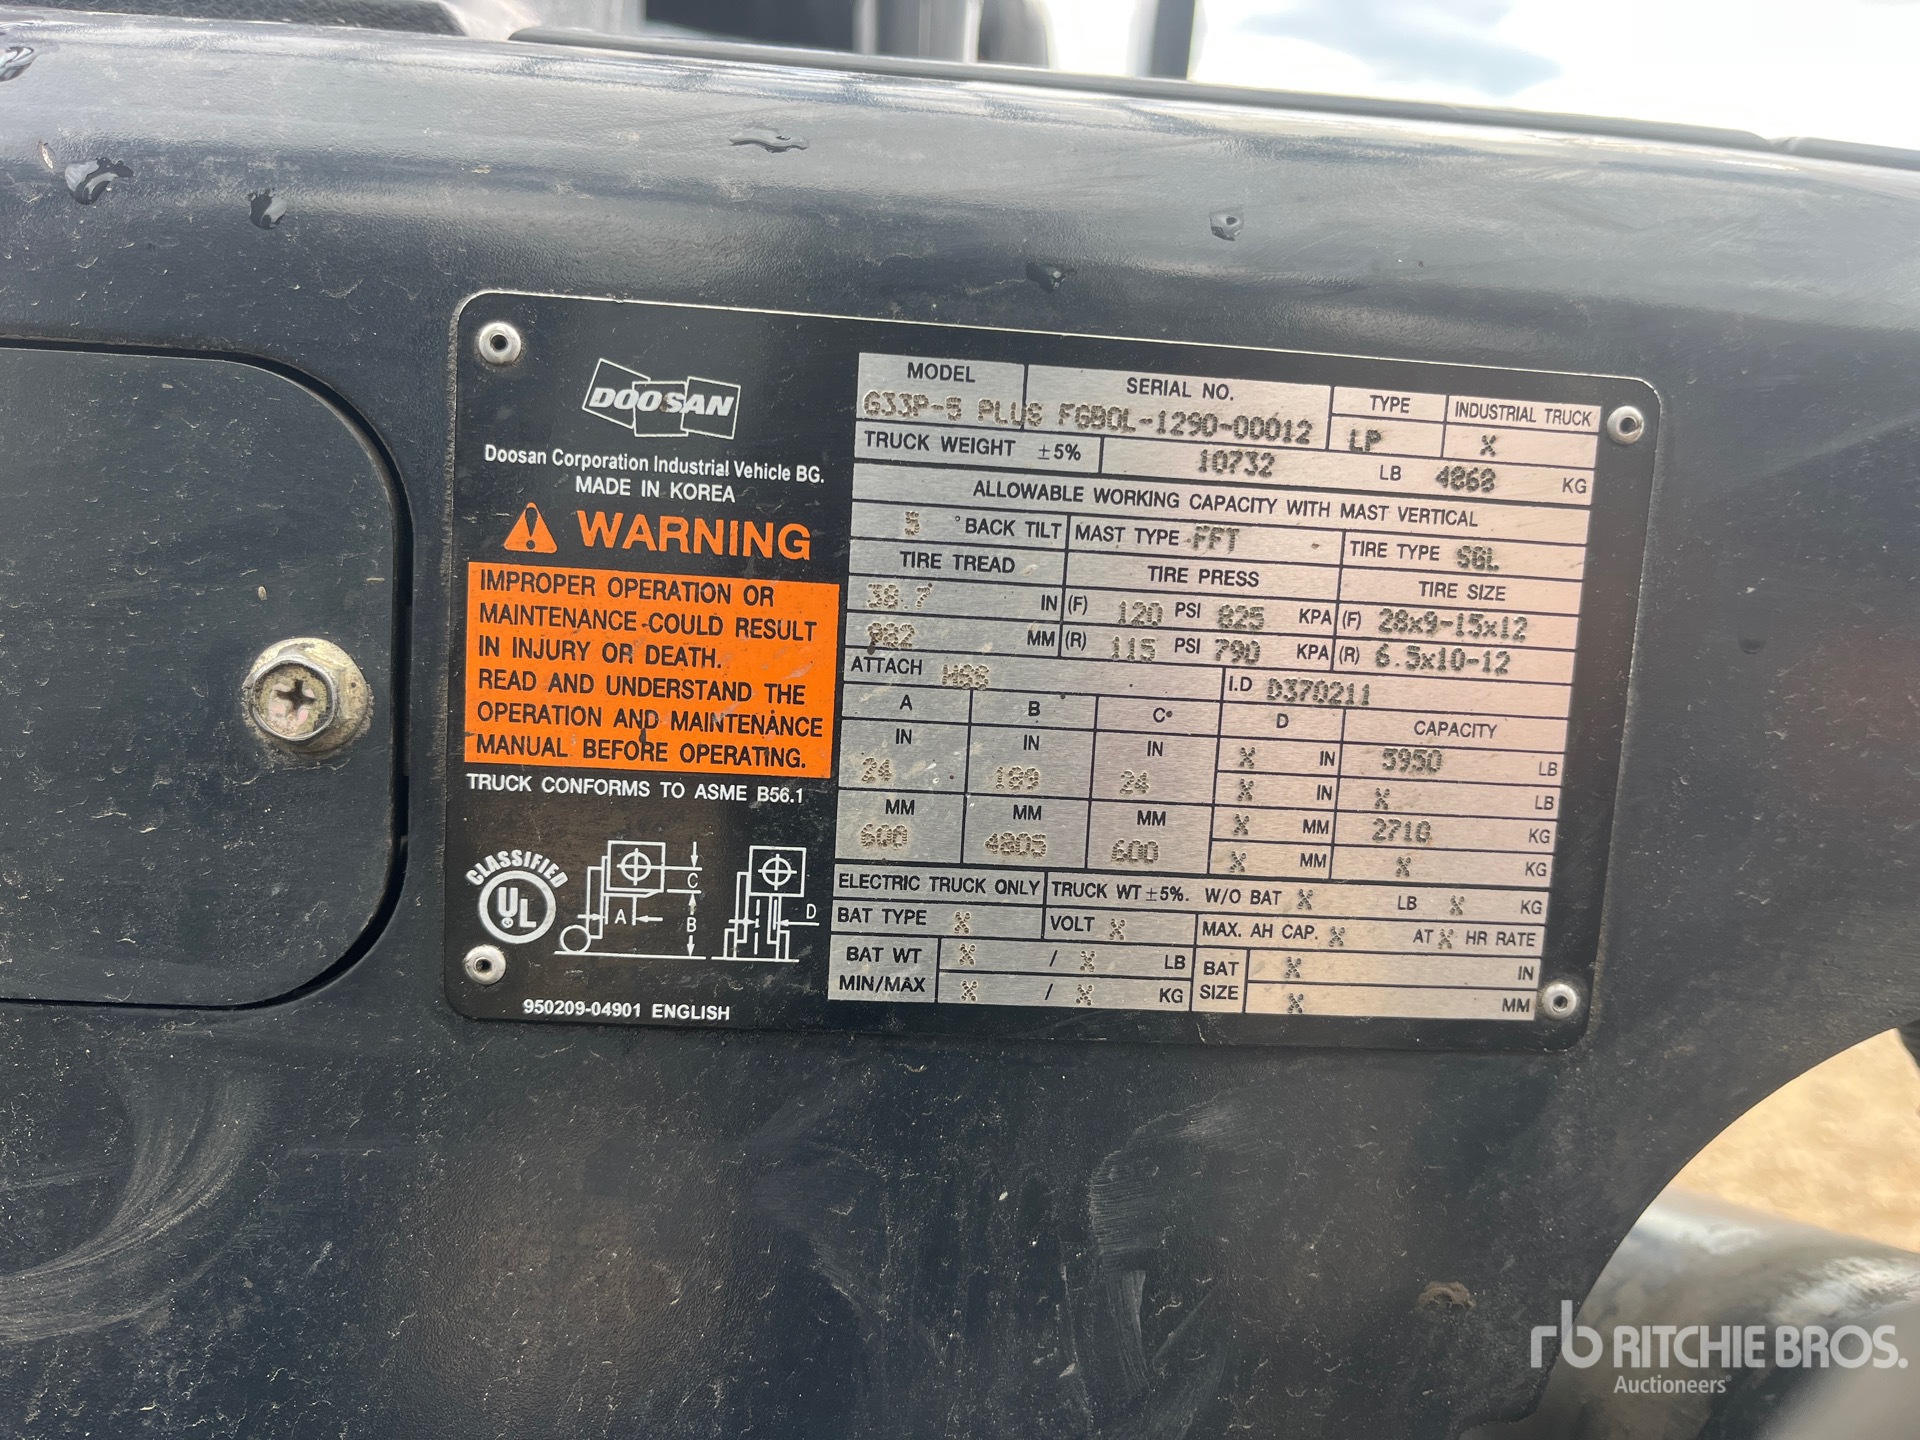 DOOSAN
Doosan Corporation Industrial Vehicle BG.
MADE IN KOREA
WARNING
IMPROPER OPERATION OR
MAINTENANCE COULD RESULT
IN INJURY OR DEATH.
READ AND UNDERSTAND THE
OPERATION AND MAINTENANCE
MANUAL BEFORE OPERATING.
TRUCK CONFORMS TO ASME B56.1
CLASSIFIED
UL
A C B D
950209-04901 ENGLISH
MODEL SERIAL NO. TYPE INDUSTRIAL TRUCK
G33P-5 PLUS FGB0L-1290-00012 LP X
TRUCK WEIGHT ±5% 10732 LB 4868 KG
ALLOWABLE WORKING CAPACITY WITH MAST VERTICAL
5 ° BACK TILT MAST TYPE FFT TIRE TYPE SGL
TIRE TREAD TIRE PRESS TIRE SIZE
38.7 IN (F) 120 PSI 825 KPA (F) 28x9-15x12
982 MM (R) 115 PSI 790 KPA (R) 6.5x10-12
ATTACH I.D D370211
A B C D CAPACITY
IN IN IN X IN 5950 LB
24 189 24 X IN X LB
MM MM MM X MM 2710 KG
600 4805 600 X MM X KG
ELECTRIC TRUCK ONLY TRUCK WT ±5%. W/O BAT X LB X KG
BAT TYPE X VOLT X MAX. AH CAP. X AT X HR RATE
BAT WT MIN/MAX X / X LB BAT SIZE X IN
X / X KG X MM
rb RITCHIE BROS.
Auctioneers